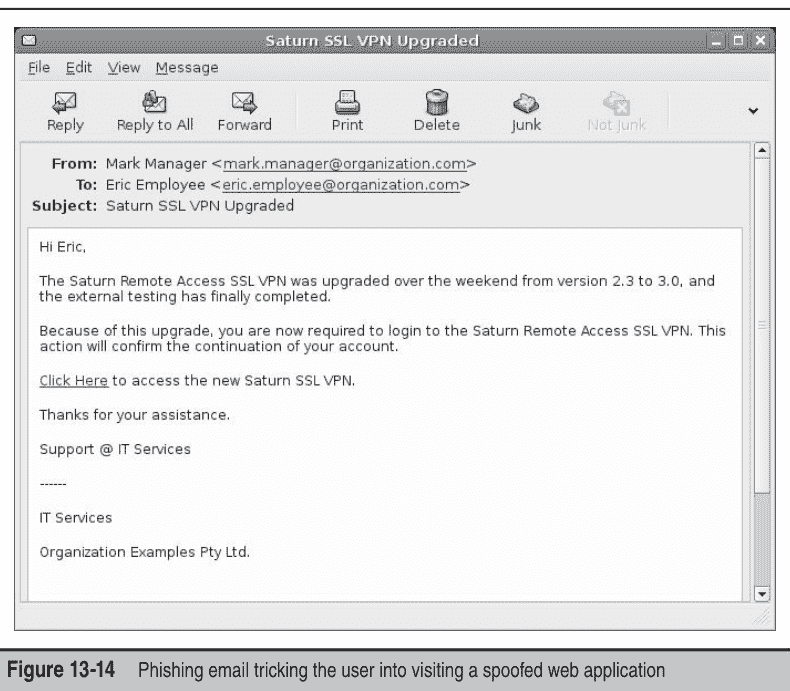 Saturn SSL VPN Upgraded
File Edit View Message
Reply Reply to All Forward Print Delete Junk Not Junk
From: Mark Manager <mark.manager@organization.com>
To: Eric Employee <eric.employee@organization.com>
Subject: Saturn SSL VPN Upgraded
Hi Eric,
The Saturn Remote Access SSL VPN was upgraded over the weekend from version 2.3 to 3.0, and
the external testing has finally completed.
Because of this upgrade, you are now required to login to the Saturn Remote Access SSL VPN. This
action will confirm the continuation of your account.
Click Here to access the new Saturn SSL VPN.
Thanks for your assistance.
Support @ IT Services
------
IT Services
Organization Examples Pty Ltd.
Figure 13-14 Phishing email tricking the user into visiting a spoofed web application